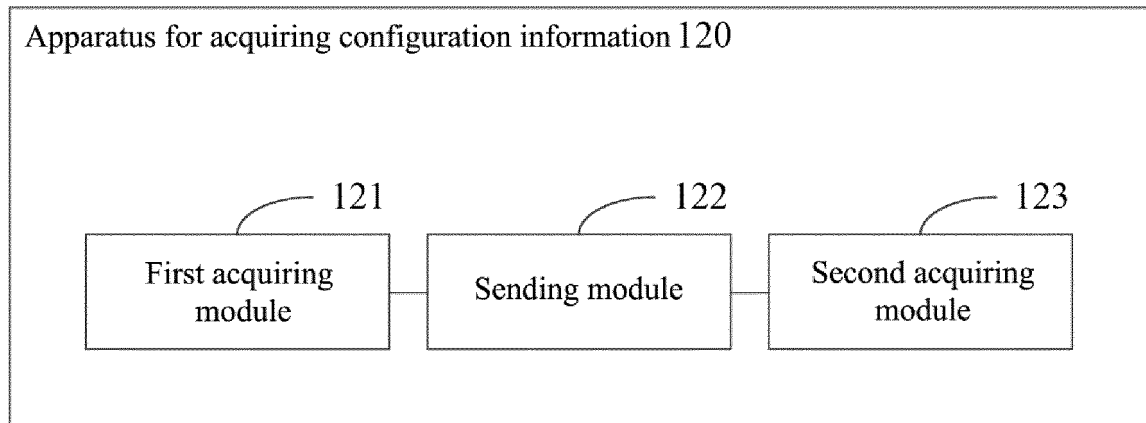 Apparatus for acquiring configuration information 120
121
122
123
First acquiring
module
Sending module
Second acquiring
module